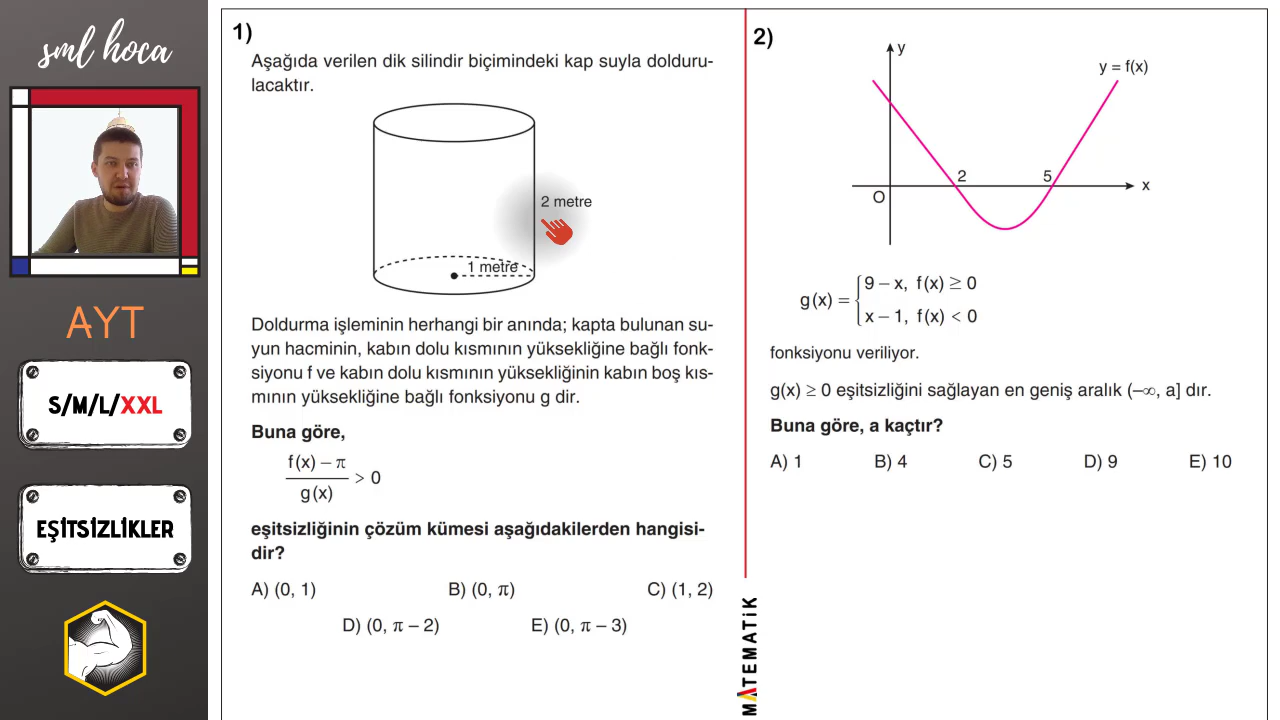 sml hoca
AYT
S/M/L/XXL
EŞİTSİZLİKLER
1)
Aşağıda verilen dik silindir biçimindeki kap suyla dolduru-
lacaktır.
2 metre
1 metre
Doldurma işleminin herhangi bir anında; kapta bulunan su-
yun hacminin, kabın dolu kısmının yüksekliğine bağlı fonk-
siyonu f ve kabın dolu kısmının yüksekliğinin kabın boş kıs-
mının yüksekliğine bağlı fonksiyonu g dir.
Buna göre,
f(x) – π
g(x)
> 0
eşitsizliğinin çözüm kümesi aşağıdakilerden hangisi-
dir?
A) (0, 1) B) (0, π) C) (1, 2)
D) (0, π – 2) E) (0, π – 3)
MATEMATİK
2)
y
y = f(x)
2 5
x
O
g(x) = { 9 – x, f(x) ≥ 0
x – 1, f(x) < 0
fonksiyonu veriliyor.
g(x) ≥ 0 eşitsizliğini sağlayan en geniş aralık (–∞, a] dır.
Buna göre, a kaçtır?
A) 1 B) 4 C) 5 D) 9 E) 10